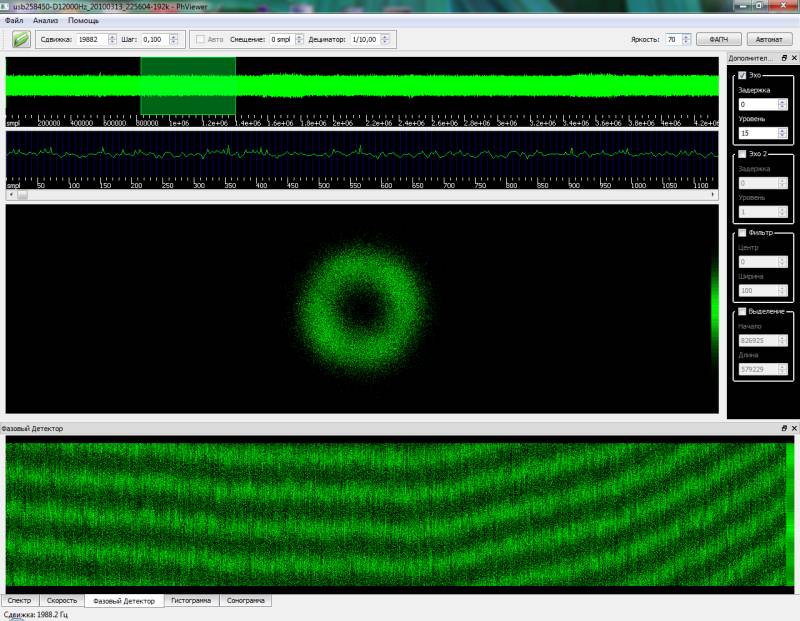 usb258450-D12000Hz_20100313_225604-192k - PhViewer
Файл Анализ Помощь
Сдвижка: 19882 Шаг: 0,100 Авто Смещение: 0 smpl Дециматор: 1/10,00 Яркость: 70 ФАПЧ Автомат
Дополнител...
smpl 200000 400000 600000 800000 1e+06 1.2e+06 1.4e+06 1.6e+06 1.8e+06 2e+06 2.2e+06 2.4e+06 2.6e+06 2.8e+06 3e+06 3.2e+06 3.4e+06 3.6e+06 3.8e+06 4e+06 4.2e+06
smpl 50 100 150 200 250 300 350 400 450 500 550 600 650 700 750 800 850 900 950 1000 1050 1100
Эхо
Задержка
0
Уровень
15
Эхо 2
Задержка
0
Уровень
1
Фильтр
Центр
0
Ширина
100
Выделение
Начало
826925
Длина
579229
Фазовый Детектор
Спектр Скорость Фазовый Детектор Гистограмма Сонограмма
Сдвижка: 1988.2 Гц